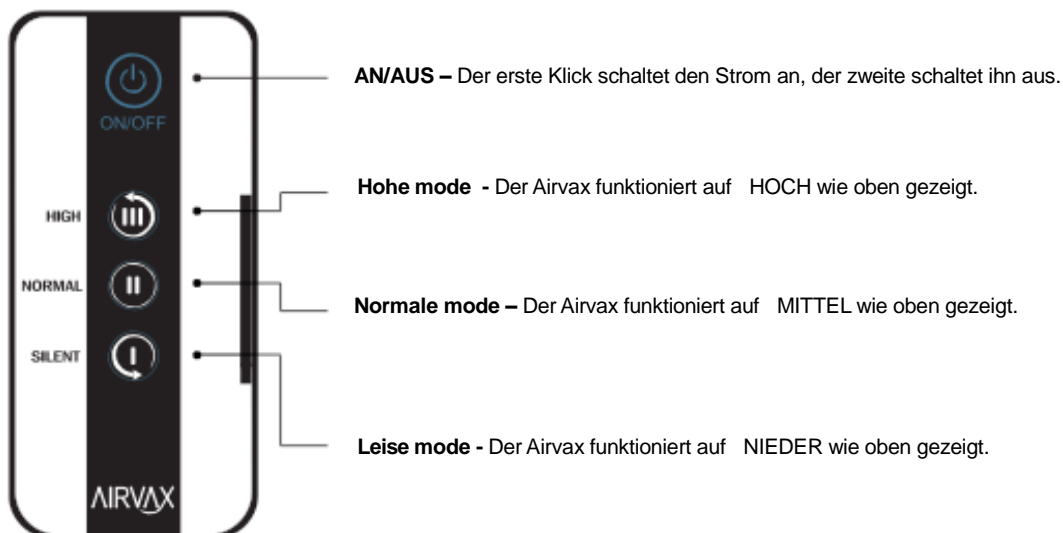 ON/OFF
AN/AUS – Der erste Klick schaltet den Strom an, der zweite schaltet ihn aus.
HIGH
Hohe mode - Der Airvax funktioniert auf HOCH wie oben gezeigt.
NORMAL
Normale mode – Der Airvax funktioniert auf MITTEL wie oben gezeigt.
SILENT
Leise mode - Der Airvax funktioniert auf NIEDER wie oben gezeigt.
AIRVAX